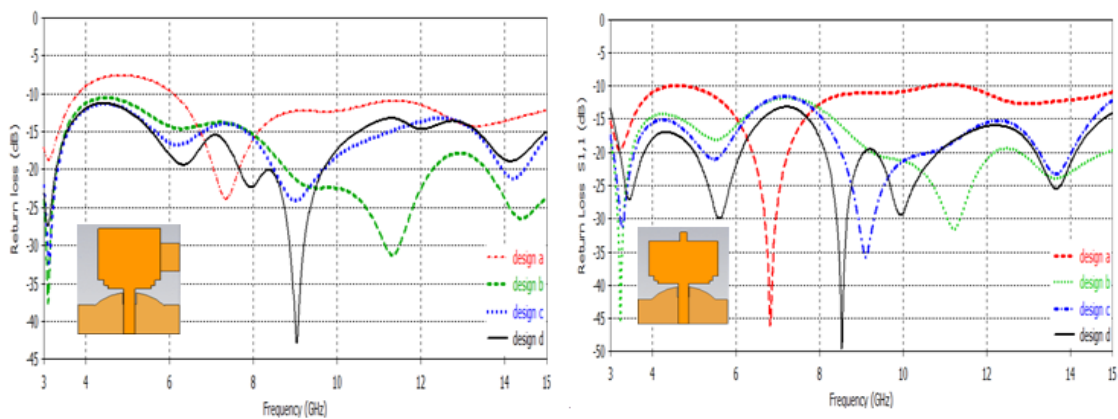 0
-5
-10
-15
-20
-25
-30
-35
-40
-45
Return loss (dB)
design a
design b
design c
design d
3 4 6 8 10 12 14 15
Frequency (GHz)
0
-5
-10
-15
-20
-25
-30
-35
-40
-45
-50
Return Loss S1,1 (dB)
design a
design b
design c
design d
3 4 6 8 10 12 14 15
Frequency (GHz)